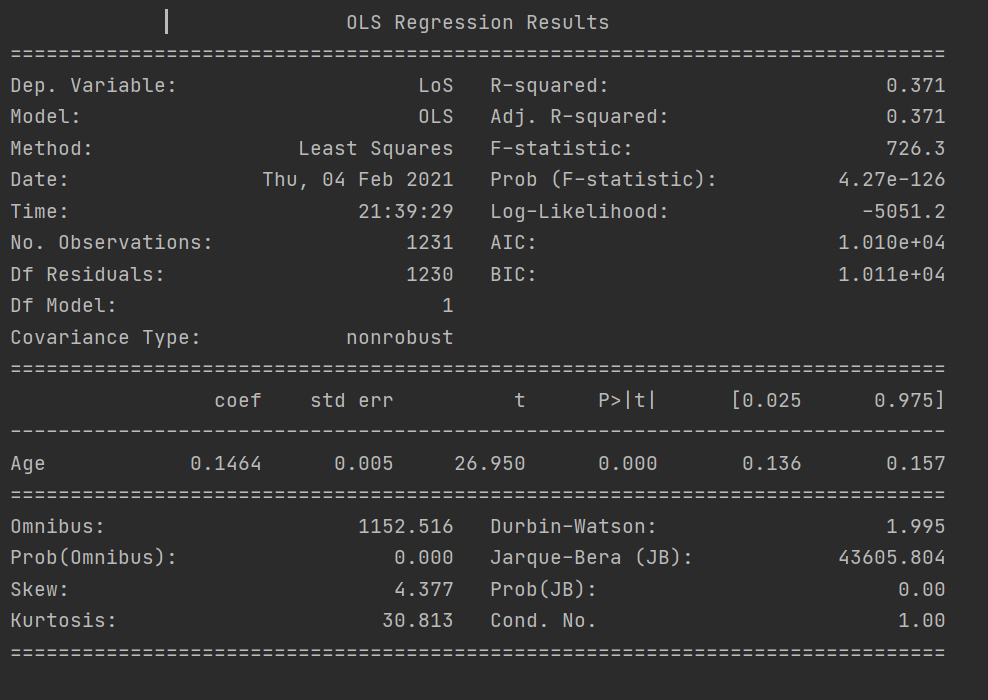 OLS Regression Results
==============================================================================
Dep. Variable:                    LoS   R-squared:                       0.371
Model:                            OLS   Adj. R-squared:                  0.371
Method:                 Least Squares   F-statistic:                     726.3
Date:                Thu, 04 Feb 2021   Prob (F-statistic):          4.27e-126
Time:                        21:39:29   Log-Likelihood:                -5051.2
No. Observations:                1231   AIC:                         1.010e+04
Df Residuals:                    1230   BIC:                         1.011e+04
Df Model:                           1
Covariance Type:            nonrobust
==============================================================================
                 coef    std err          t      P>|t|      [0.025      0.975]
------------------------------------------------------------------------------
Age            0.1464      0.005     26.950      0.000       0.136       0.157
==============================================================================
Omnibus:                     1152.516   Durbin-Watson:                   1.995
Prob(Omnibus):                  0.000   Jarque-Bera (JB):            43605.804
Skew:                           4.377   Prob(JB):                         0.00
Kurtosis:                      30.813   Cond. No.                         1.00
==============================================================================